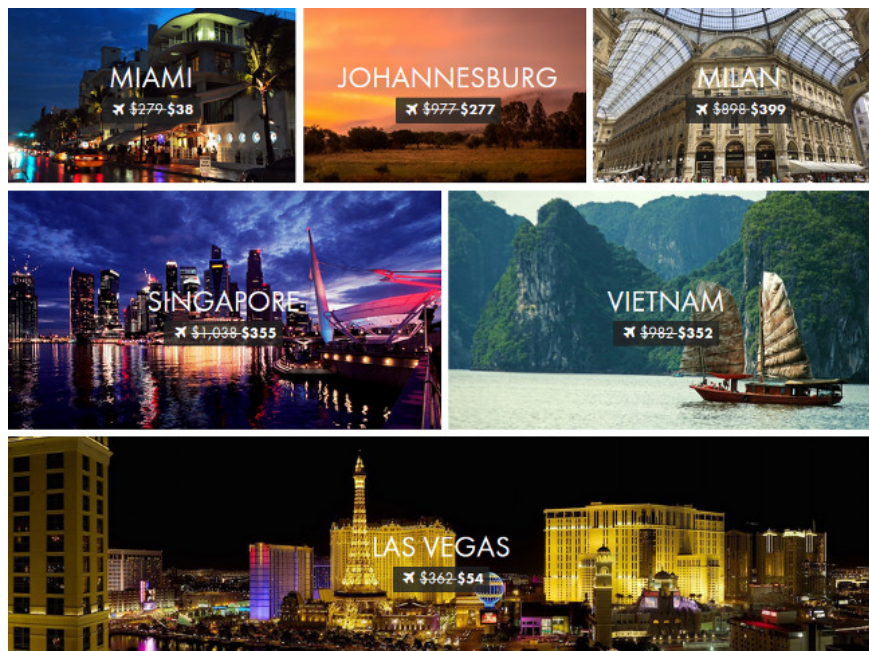 MIAMI
$279 $38
JOHANNESBURG
$977 $277
MILAN
$898 $399
SINGAPORE
$1,038 $355
VIETNAM
$982 $352
LAS VEGAS
$362 $54